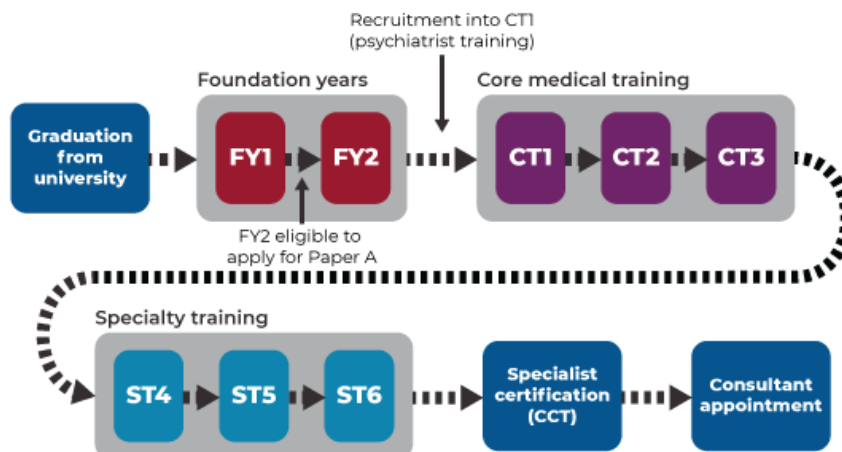 Recruitment into CT1
(psychiatrist training)
Foundation years
Core medical training
Graduation
from
university
FY1
FY2
CT1
CT2
CT3
FY2 eligible to
apply for Paper A
Specialty training
ST4
ST5
ST6
Specialist
certification
(CCT)
Consultant
appointment